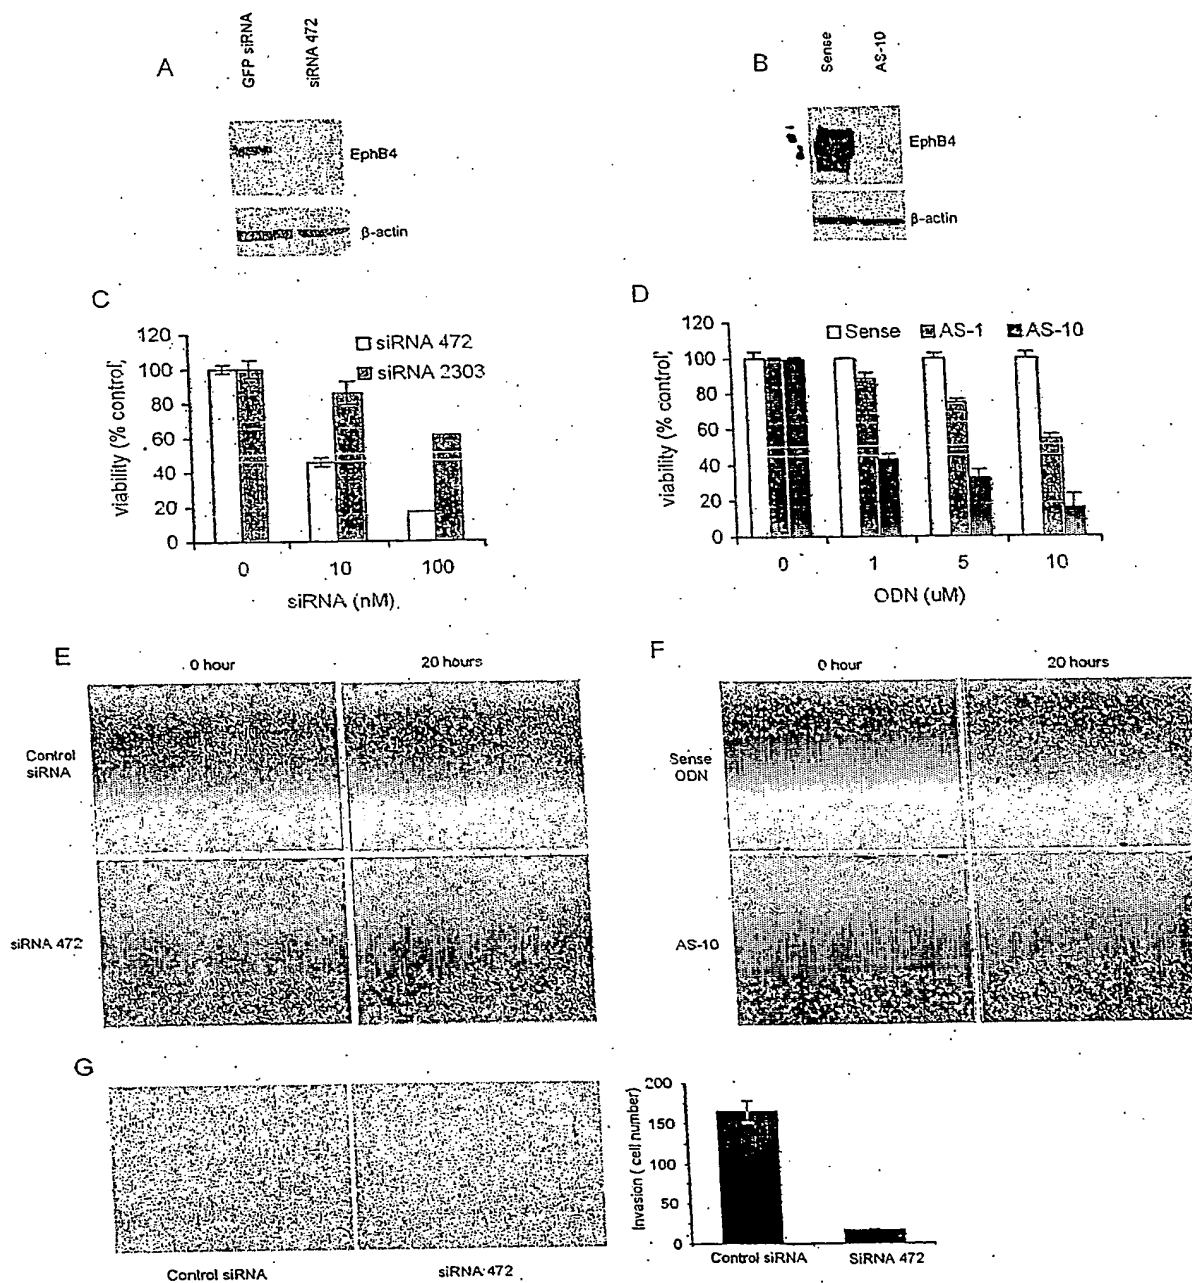 A
GFP siRNA
siRNA 472
EphB4
β-actin
B
Sense
AS-10
EphB4
β-actin
C
viability (% control)
120
100
80
60
40
20
0
siRNA 472
siRNA 2303
0 10 100
siRNA (nM)
D
viability (% control)
120
100
80
60
40
20
0
Sense AS-1 AS-10
0 1 5 10
ODN (uM)
E
0 hour 20 hours
Control
siRNA
siRNA 472
F
0 hour 20 hours
Sense
ODN
AS-10
G
Control siRNA siRNA 472
Invasion ( cell number)
200
150
100
50
0
Control siRNA SiRNA 472